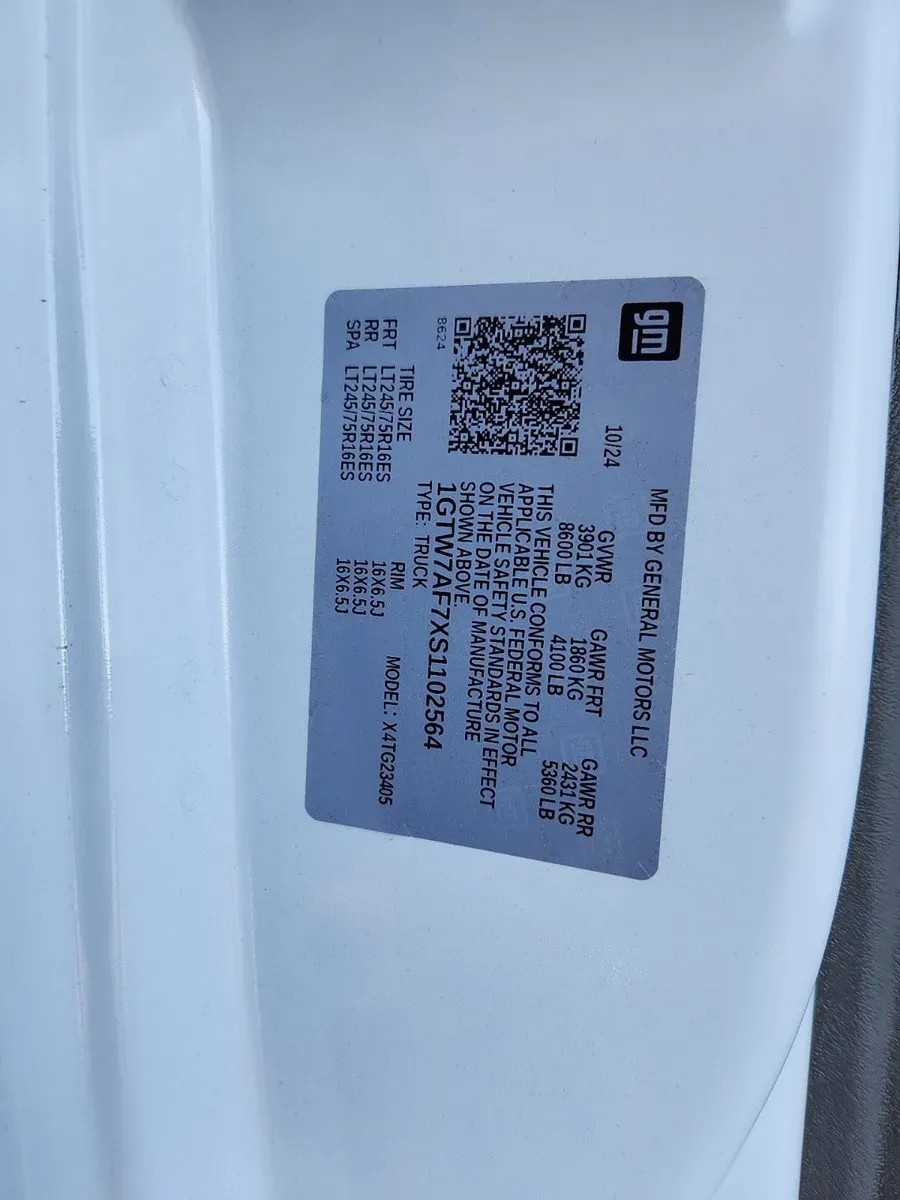 gm
MFD BY GENERAL MOTORS LLC
10/24
GVWR GAWR FRT GAWR RR
3901 KG 1860 KG 2431 KG
8600 LB 4100 LB 5360 LB
THIS VEHICLE CONFORMS TO ALL
APPLICABLE U.S. FEDERAL MOTOR
VEHICLE SAFETY STANDARDS IN EFFECT
ON THE DATE OF MANUFACTURE
SHOWN ABOVE.
8624
1GTW7AF7XS1102564
TYPE: TRUCK
TIRE SIZE RIM MODEL: X4TG23405
FRT LT245/75R16ES 16X6.5J
RR LT245/75R16ES 16X6.5J
SPA LT245/75R16ES 16X6.5J